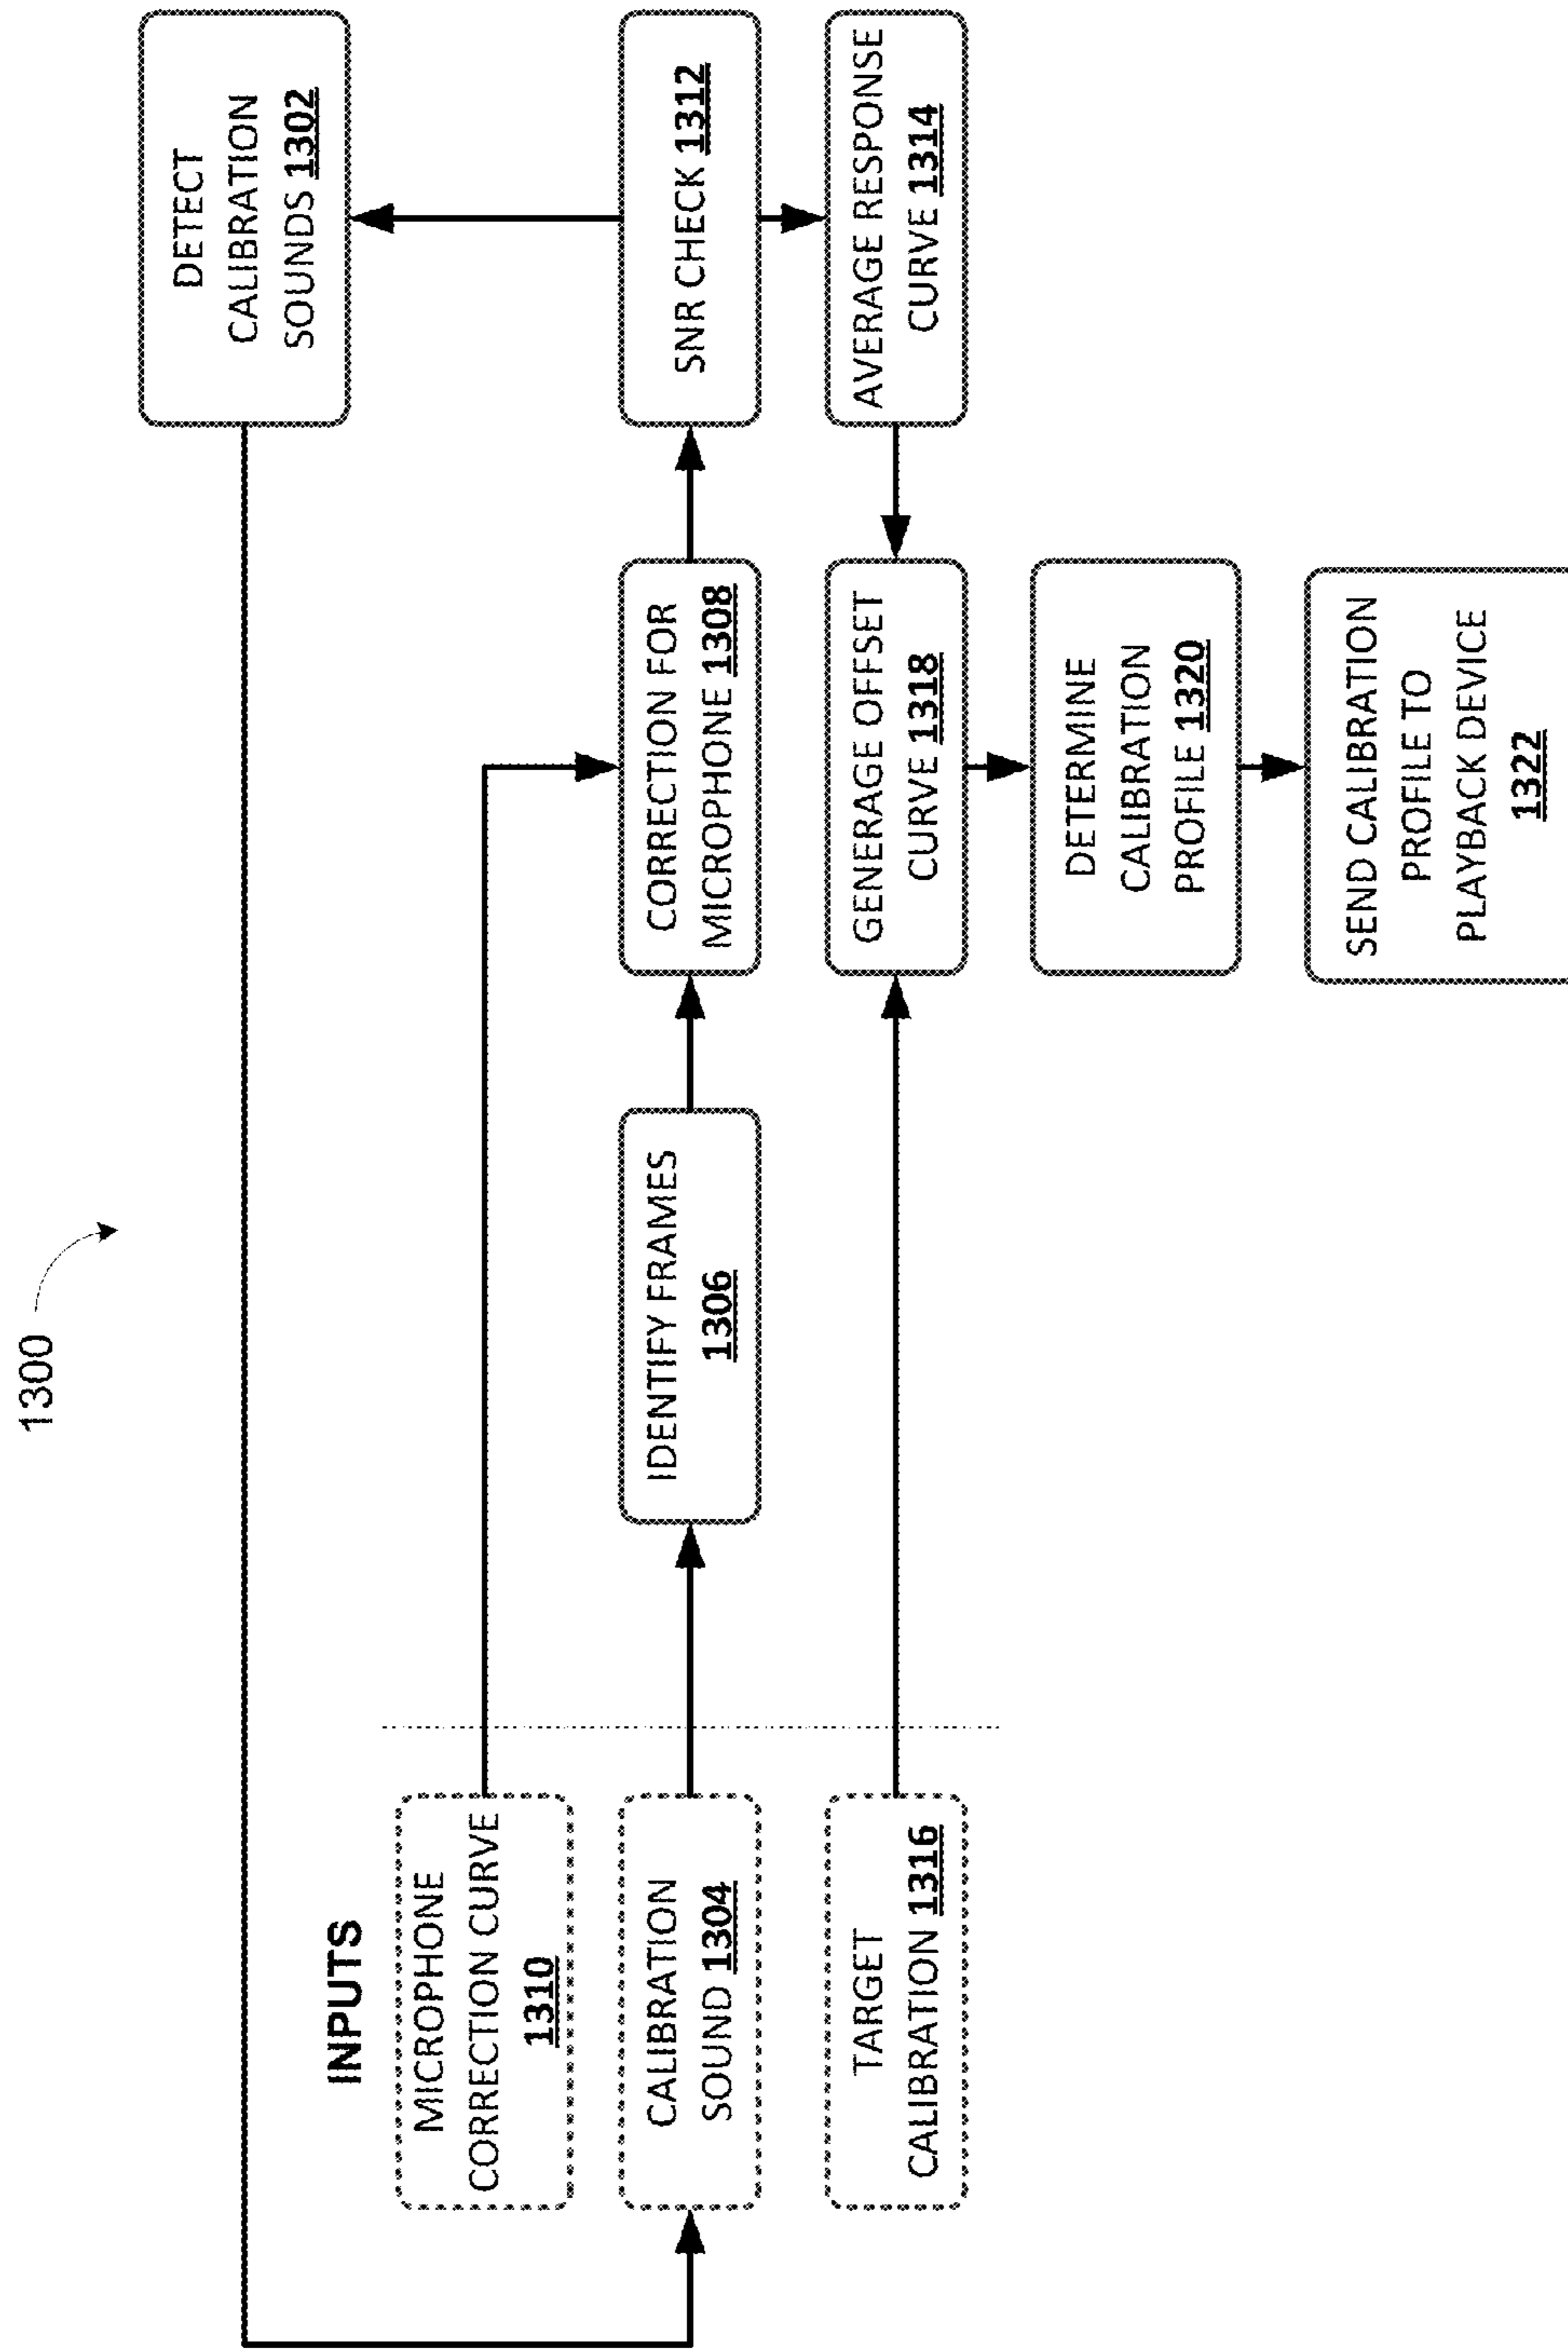 1300
DETECT
CALIBRATION
SOUNDS 1302
INPUTS
MICROPHONE
CORRECTION CURVE
1310
CALIBRATION
SOUND 1304
IDENTIFY FRAMES
1306
CORRECTION FOR
MICROPHONE 1308
SNR CHECK 1312
TARGET
CALIBRATION 1316
GENERAGE OFFSET
CURVE 1318
AVERAGE RESPONSE
CURVE 1314
DETERMINE
CALIBRATION
PROFILE 1320
SEND CALIBRATION
PROFILE TO
PLAYBACK DEVICE
1322